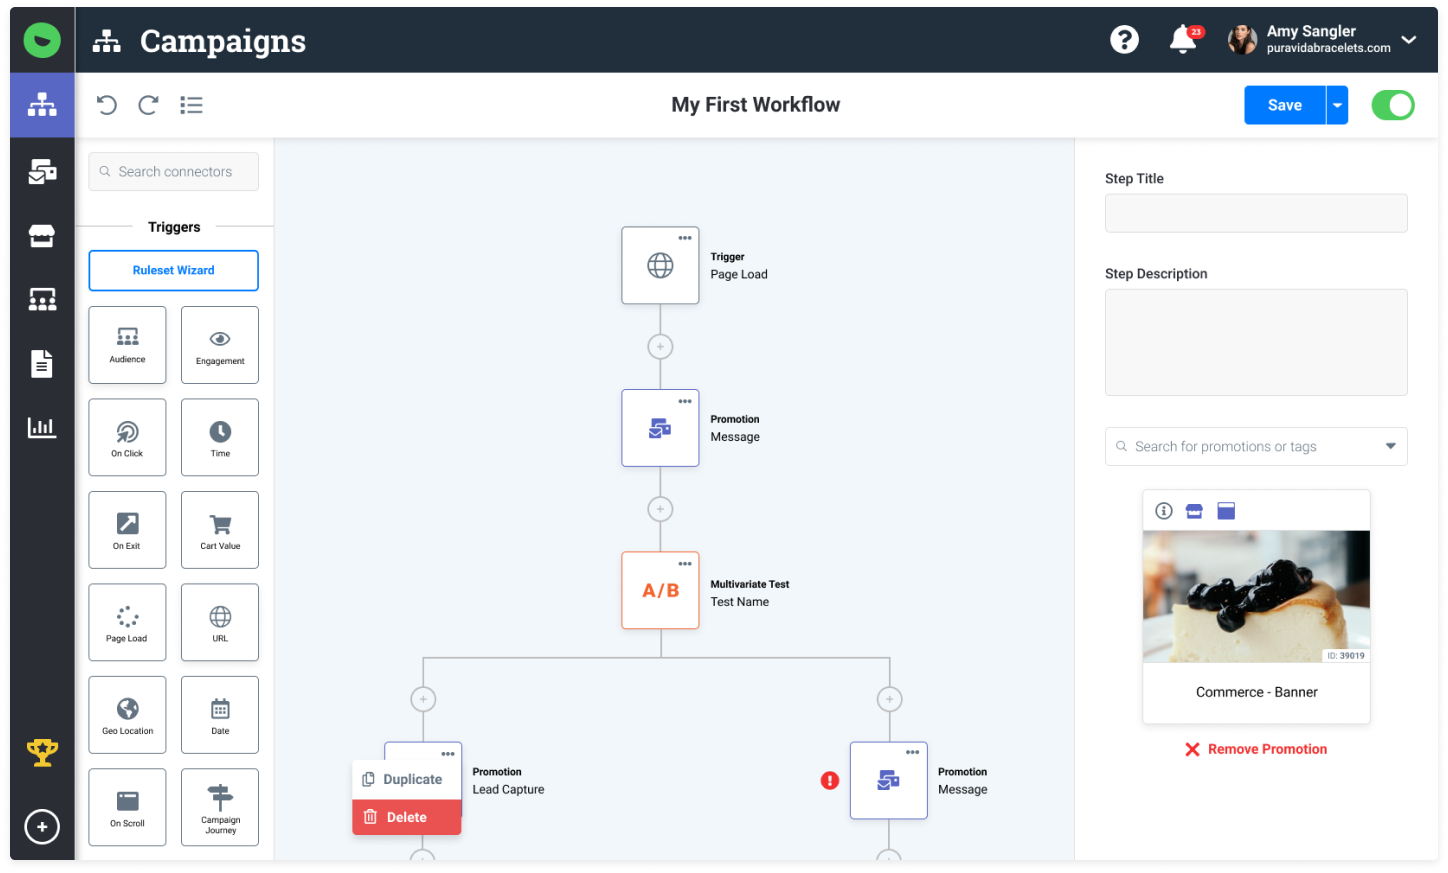 Campaigns
23
Amy Sangler
puravidabracelets.com
My First Workflow
Save
Search connectors
Triggers
Ruleset Wizard
Audience
Engagement
On Click
Time
On Exit
Cart Value
Page Load
URL
Geo Location
Date
On Scroll
Campaign
Journey
Trigger
Page Load
Promotion
Message
A/B
Multivariate Test
Test Name
Promotion
Lead Capture
Duplicate
Delete
Promotion
Message
Step Title
Step Description
Search for promotions or tags
ID: 39019
Commerce - Banner
Remove Promotion